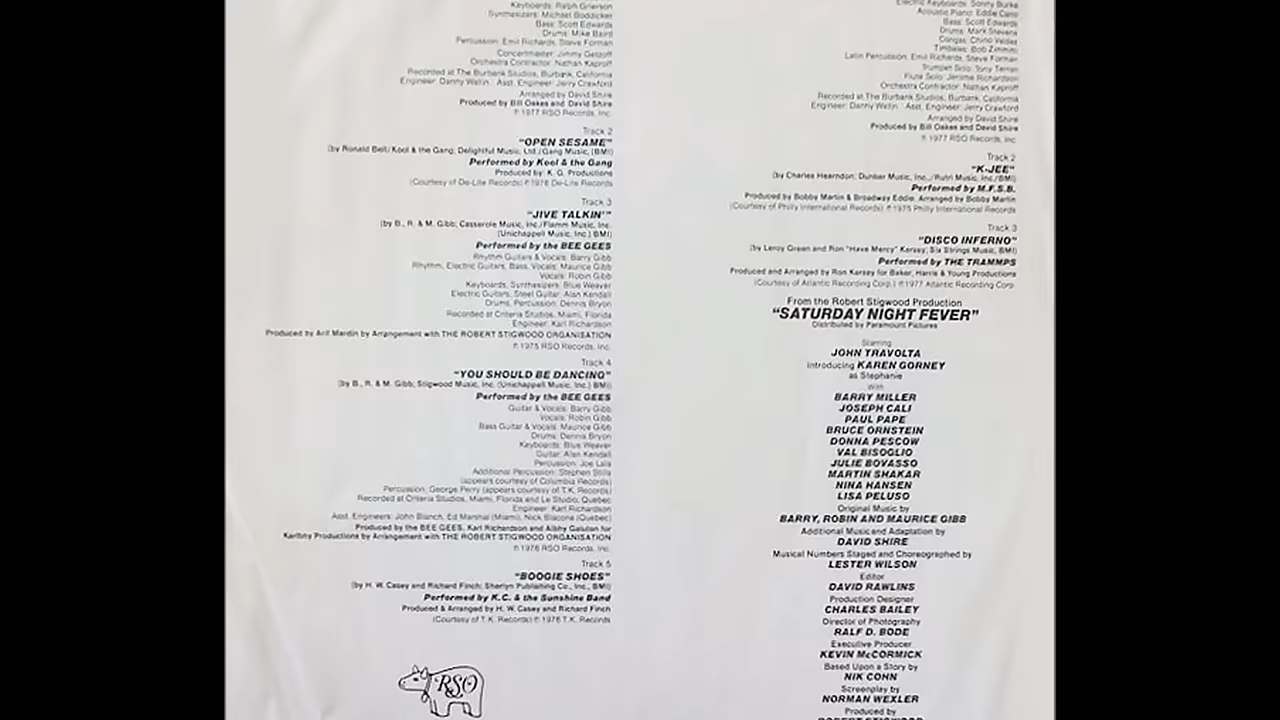 Keyboards: Ralph Grierson
Synthesizers: Michael Boddicker
Bass: Scott Edwards
Drums: Mike Baird
Percussion: Emil Richards, Steve Forman
Concertmaster: Jimmy Getzoff
Orchestra Contractor: Nathan Kaproff
Recorded at The Burbank Studios, Burbank, California
Engineer: Danny Wallin Asst. Engineer: Jerry Crawford
Arranged by David Shire
Produced by Bill Oakes and David Shire
℗ 1977 RSO Records, Inc.
Track 2
"OPEN SESAME"
(by Ronald Bell/Kool & the Gang; Delightful Music, Ltd./Gang Music, (BMI)
Performed by Kool & the Gang
Produced by: K. G. Productions
(Courtesy of De-Lite Records) ℗ 1976 De-Lite Records
Track 3
"JIVE TALKIN'"
(by B., R. & M. Gibb; Casserole Music, Inc./Flamm Music, Inc.
(Unichappell Music, Inc.) BMI)
Performed by the BEE GEES
Rhythm Guitars & Vocals: Barry Gibb
Rhythm, Electric Guitars, Bass, Vocals: Maurice Gibb
Vocals: Robin Gibb
Keyboards, Synthesizers: Blue Weaver
Electric Guitars, Steel Guitar: Alan Kendall
Drums, Percussion: Dennis Bryon
Recorded at Criteria Studios, Miami, Florida
Engineer: Karl Richardson
Produced by Arif Mardin by Arrangement with THE ROBERT STIGWOOD ORGANISATION
℗ 1975 RSO Records, Inc.
Track 4
"YOU SHOULD BE DANCING"
(by B., R. & M. Gibb; Stigwood Music, Inc. (Unichappell Music, Inc.) BMI)
Performed by the BEE GEES
Guitar & Vocals: Barry Gibb
Vocals: Robin Gibb
Bass Guitar & Vocals: Maurice Gibb
Drums: Dennis Bryon
Keyboards: Blue Weaver
Guitar: Alan Kendall
Percussion: Joe Lala
Additional Percussion: Stephen Stills
(appears courtesy of Columbia Records)
Percussion: George Perry (appears courtesy of T.K. Records)
Recorded at Criteria Studios, Miami, Florida and Le Studio, Quebec
Engineer: Karl Richardson
Asst. Engineers: John Blanch, Ed Marshal (Miami), Nick Blagona (Quebec)
Produced by the BEE GEES, Karl Richardson and Albhy Galuten for
Karlbhy Productions by Arrangement with THE ROBERT STIGWOOD ORGANISATION
℗ 1976 RSO Records, Inc.
Track 5
"BOOGIE SHOES"
(by H. W. Casey and Richard Finch; Sherlyn Publishing Co., Inc., BMI)
Performed by K.C. & the Sunshine Band
Produced & Arranged by H. W. Casey and Richard Finch
(Courtesy of T.K. Records) ℗ 1976 T.K. Records
RSO
Electric Keyboards: Sonny Burke
Acoustic Piano: Eddie Cano
Bass: Scott Edwards
Drums: Mark Stevens
Congas: Chino Valdes
Timbales: Bob Zimmitti
Latin Percussion: Emil Richards, Steve Forman
Trumpet Solo: Tony Terran
Flute Solo: Jerome Richardson
Orchestra Contractor: Nathan Kaproff
Recorded at The Burbank Studios, Burbank, California
Engineer: Danny Wallin Asst. Engineer: Jerry Crawford
Arranged by David Shire
Produced by Bill Oakes and David Shire
℗ 1977 RSO Records, Inc.
Track 2
"K-JEE"
(by Charles Hearndon; Dunbar Music, Inc./Rutri Music, Inc./BMI)
Performed by M.F.S.B.
Produced by Bobby Martin & Broadway Eddie. Arranged by Bobby Martin
(Courtesy of Philly International Records) ℗ 1975 Philly International Records
Track 3
"DISCO INFERNO"
(by Leroy Green and Ron "Have Mercy" Kersey; Six Strings Music, BMI)
Performed by THE TRAMMPS
Produced and Arranged by Ron Kersey for Baker, Harris & Young Productions
(Courtesy of Atlantic Recording Corp.) ℗ 1977 Atlantic Recording Corp.
From the Robert Stigwood Production
"SATURDAY NIGHT FEVER"
Distributed by Paramount Pictures
Starring
JOHN TRAVOLTA
Introducing KAREN GORNEY
as Stephanie
With
BARRY MILLER
JOSEPH CALI
PAUL PAPE
BRUCE ORNSTEIN
DONNA PESCOW
VAL BISOGLIO
JULIE BOVASSO
MARTIN SHAKAR
NINA HANSEN
LISA PELUSO
Original Music by
BARRY, ROBIN AND MAURICE GIBB
Additional Music and Adaptation by
DAVID SHIRE
Musical Numbers Staged and Choreographed by
LESTER WILSON
Editor
DAVID RAWLINS
Production Designer
CHARLES BAILEY
Director of Photography
RALF D. BODE
Executive Producer
KEVIN McCORMICK
Based Upon a Story by
NIK COHN
Screenplay by
NORMAN WEXLER
Produced by
ROBERT STIGWOOD